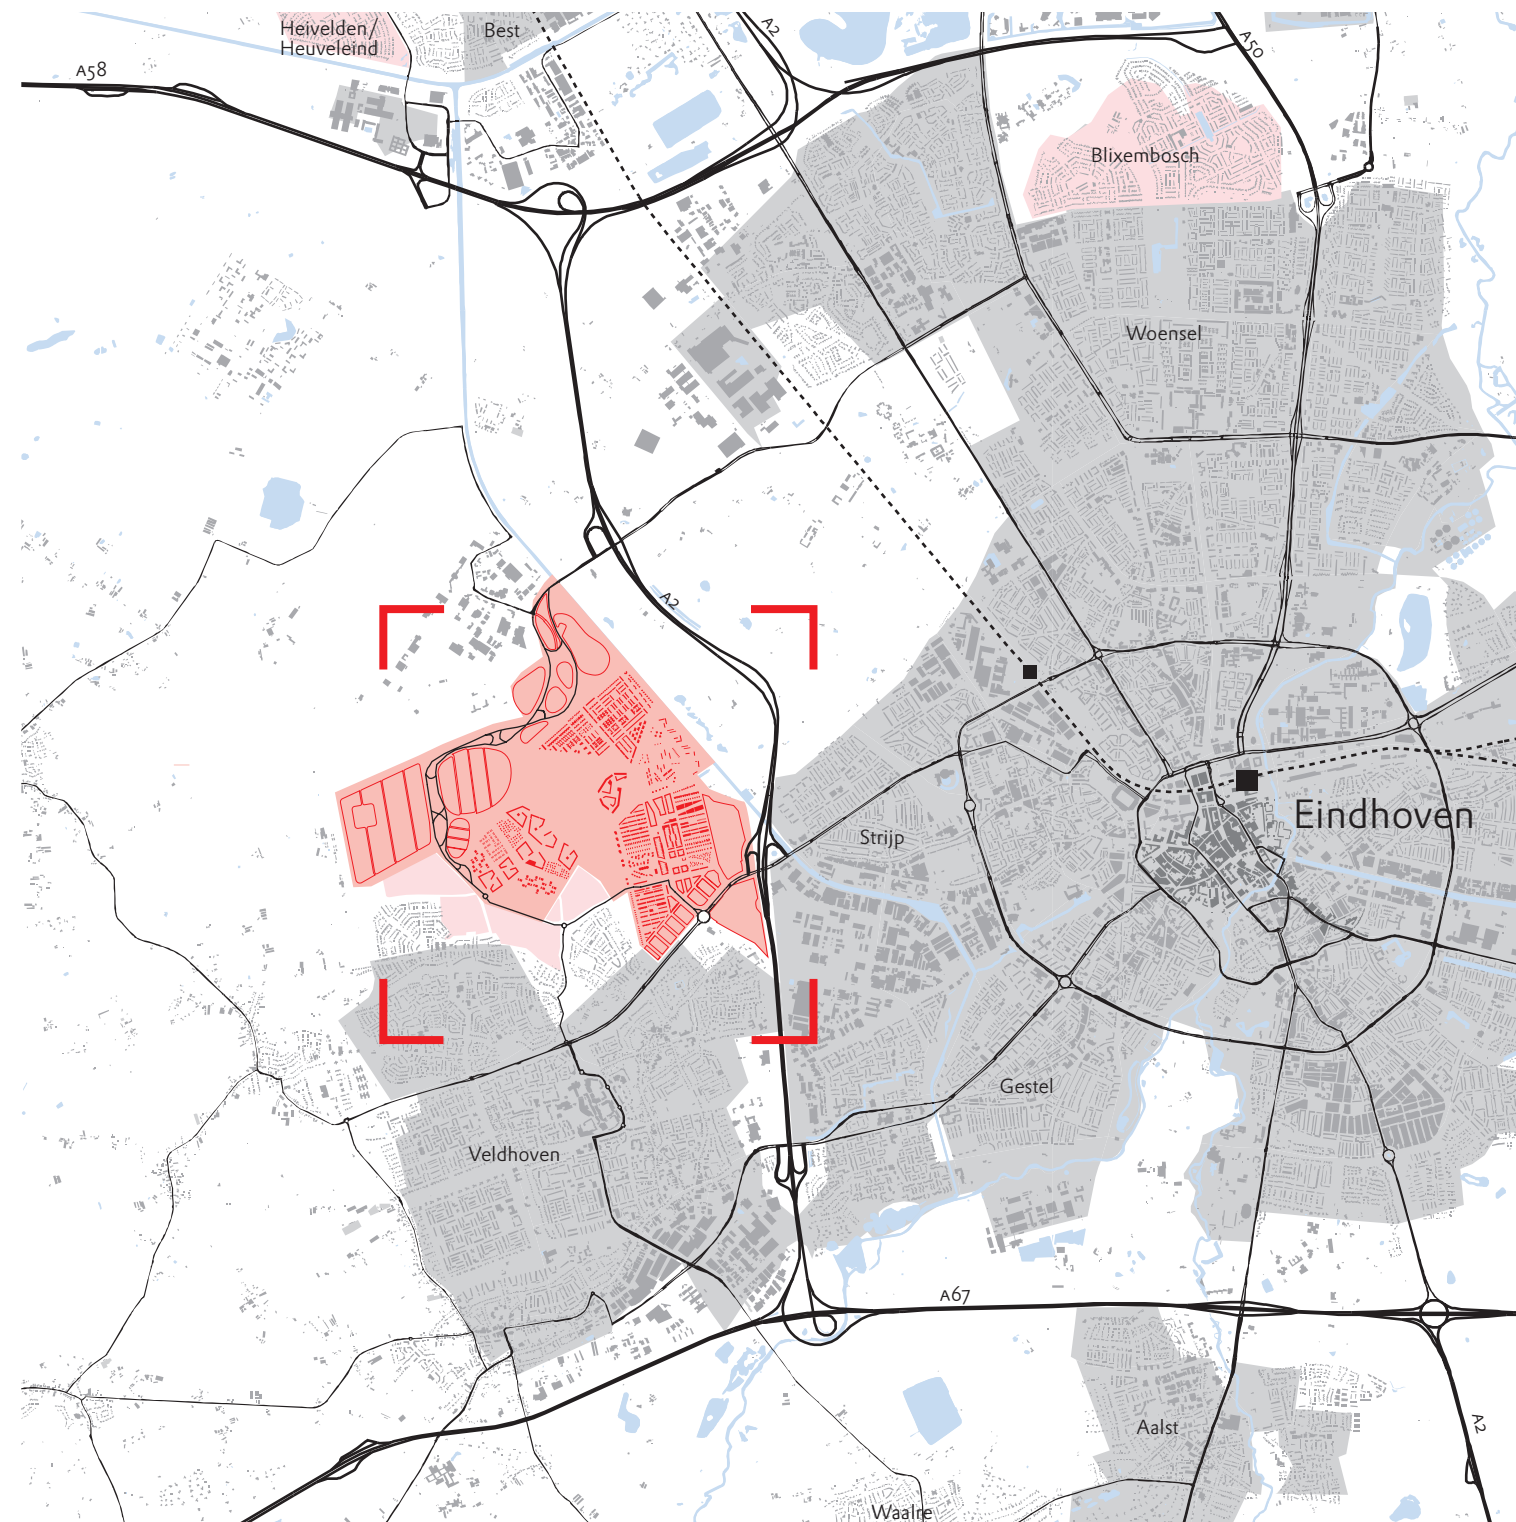 Heivelden/
Heuveleind
Best
A2
A50
A58
Blixembosch
Woensel
A2
Eindhoven
Strijp
Gestel
Veldhoven
A67
Aalst
A2
Waalre